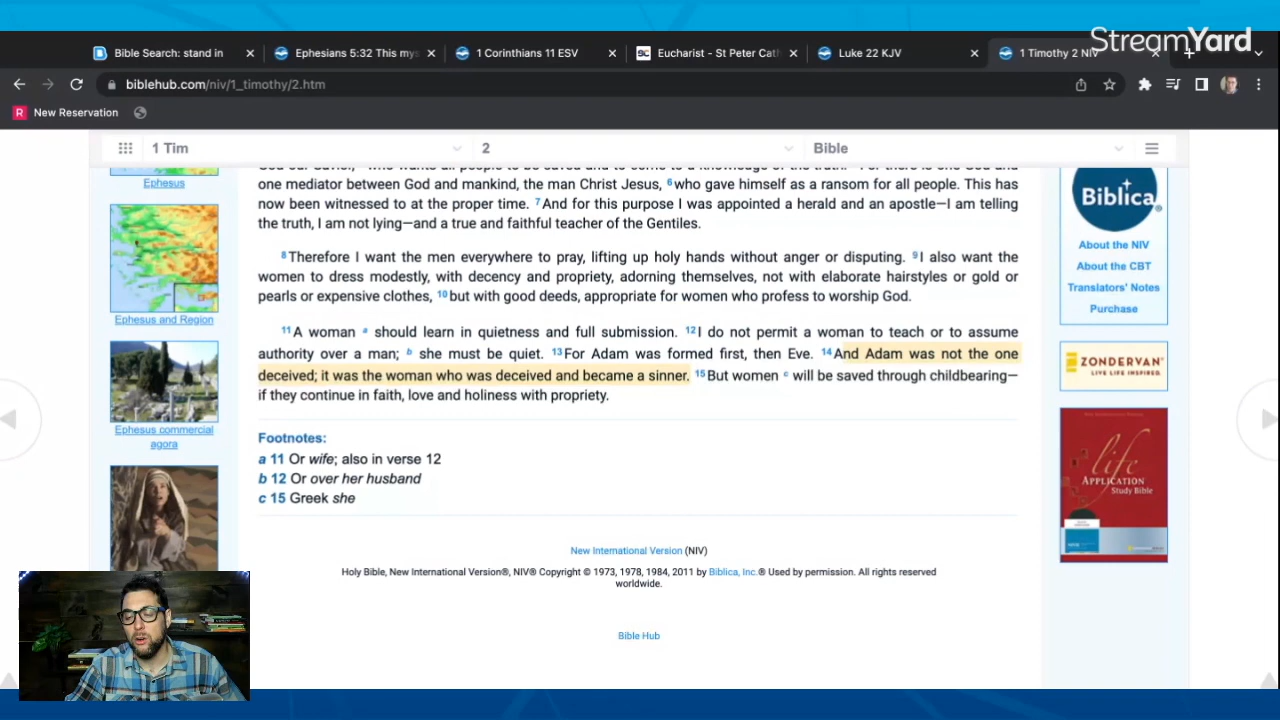 StreamYard
Bible Search: stand in
Ephesians 5:32 This mys
1 Corinthians 11 ESV
SC Eucharist - St Peter Cath
Luke 22 KJV
1 Timothy 2 NIV
biblehub.com/niv/1_timothy/2.htm
R New Reservation
1 Tim
2
Bible
Ephesus
Ephesus and Region
Ephesus commercial
agora
one mediator between God and mankind, the man Christ Jesus, 6 who gave himself as a ransom for all people. This has
now been witnessed to at the proper time. 7 And for this purpose I was appointed a herald and an apostle—I am telling
the truth, I am not lying—and a true and faithful teacher of the Gentiles.
8 Therefore I want the men everywhere to pray, lifting up holy hands without anger or disputing. 9 I also want the
women to dress modestly, with decency and propriety, adorning themselves, not with elaborate hairstyles or gold or
pearls or expensive clothes, 10 but with good deeds, appropriate for women who profess to worship God.
11 A woman a should learn in quietness and full submission. 12 I do not permit a woman to teach or to assume
authority over a man; b she must be quiet. 13 For Adam was formed first, then Eve. 14 And Adam was not the one
deceived; it was the woman who was deceived and became a sinner. 15 But women c will be saved through childbearing—
if they continue in faith, love and holiness with propriety.
Footnotes:
a 11 Or wife; also in verse 12
b 12 Or over her husband
c 15 Greek she
New International Version (NIV)
Holy Bible, New International Version®, NIV® Copyright © 1973, 1978, 1984, 2011 by Biblica, Inc.® Used by permission. All rights reserved
worldwide.
Bible Hub
Biblica
About the NIV
About the CBT
Translators' Notes
Purchase
ZONDERVAN
LIVE LIFE INSPIRED.
life
APPLICATION
Study Bible